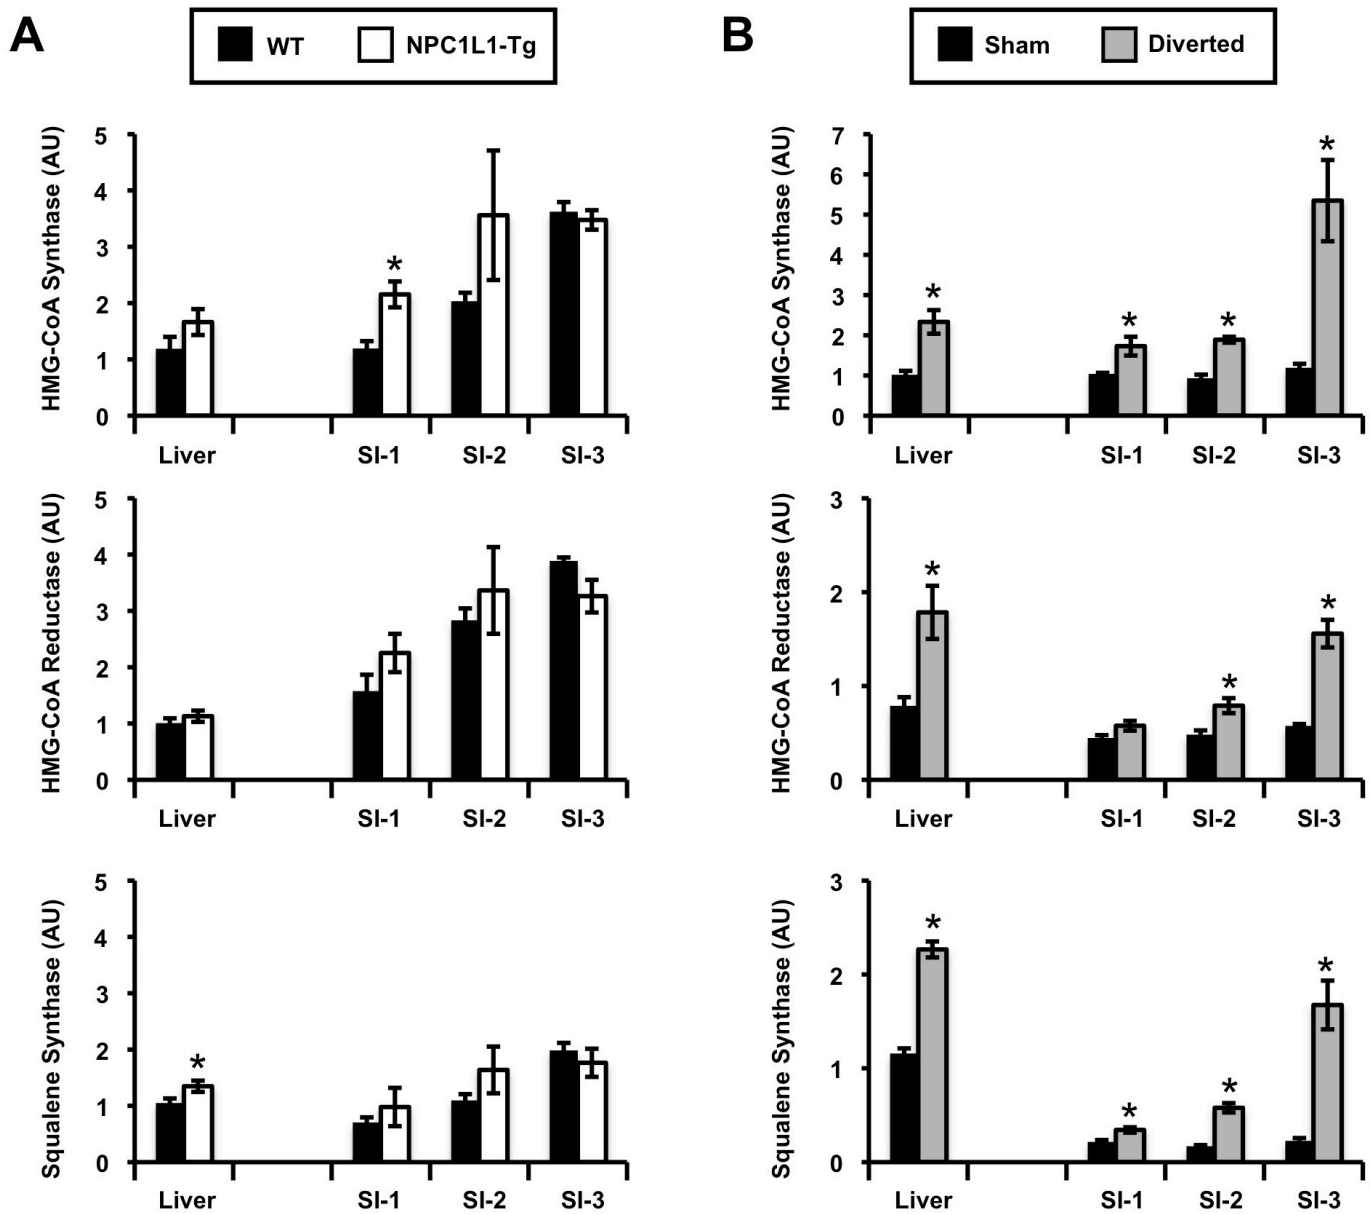 A
WT NPC1L1-Tg
B
Sham Diverted
HMG-CoA Synthase (AU)
5
4
3
2
1
0
*
Liver SI-1 SI-2 SI-3
HMG-CoA Synthase (AU)
7
6
5
4
3
2
1
0
* * * *
Liver SI-1 SI-2 SI-3
HMG-CoA Reductase (AU)
5
4
3
2
1
0
Liver SI-1 SI-2 SI-3
HMG-CoA Reductase (AU)
3
2
1
0
* * *
Liver SI-1 SI-2 SI-3
Squalene Synthase (AU)
5
4
3
2
1
0
*
Liver SI-1 SI-2 SI-3
Squalene Synthase (AU)
3
2
1
0
* * * *
Liver SI-1 SI-2 SI-3